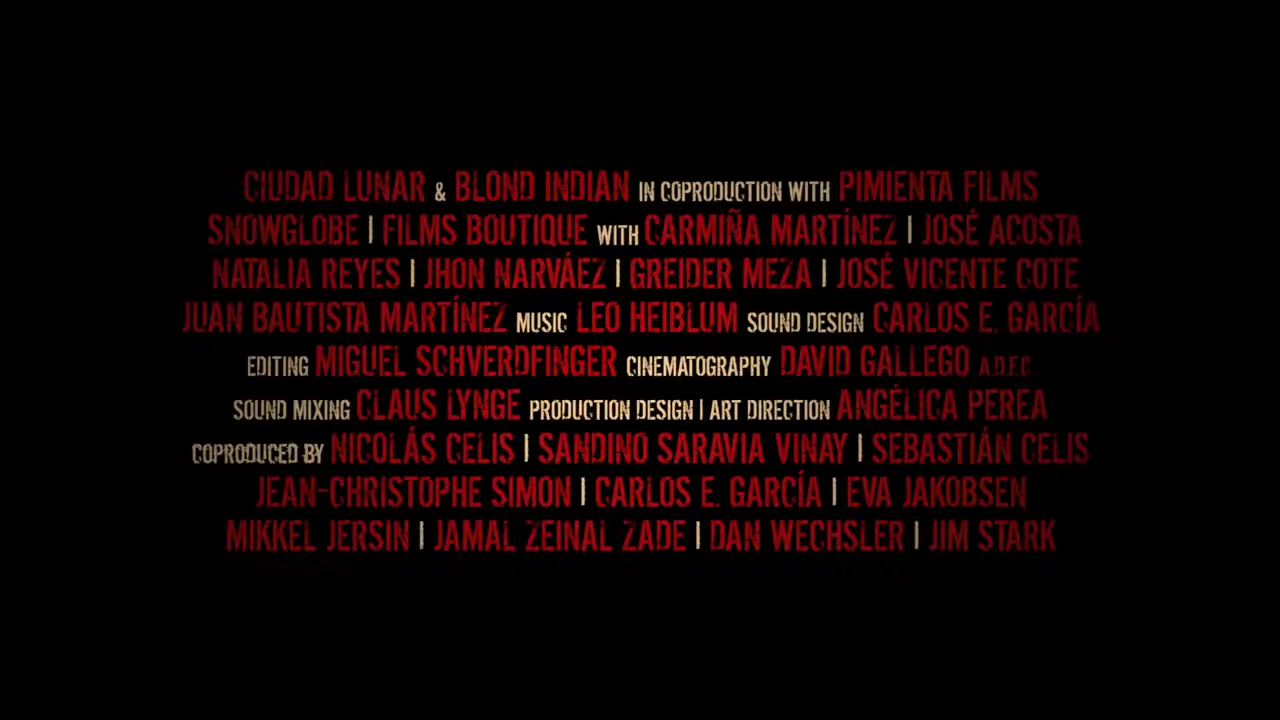 CIUDAD LUNAR & BLOND INDIAN IN COPRODUCTION WITH PIMIENTA FILMS
SNOWGLOBE | FILMS BOUTIQUE WITH CARMIÑA MARTÍNEZ | JOSÉ ACOSTA
NATALIA REYES | JHON NARVÁEZ | GREIDER MEZA | JOSÉ VICENTE COTE
JUAN BAUTISTA MARTÍNEZ MUSIC LEO HEIBLUM SOUND DESIGN CARLOS E. GARCÍA
EDITING MIGUEL SCHVERDFINGER CINEMATOGRAPHY DAVID GALLEGO A.D.F.C
SOUND MIXING CLAUS LYNGE PRODUCTION DESIGN | ART DIRECTION ANGÉLICA PEREA
COPRODUCED BY NICOLÁS CELIS | SANDINO SARAVIA VINAY | SEBASTIÁN CELIS
JEAN-CHRISTOPHE SIMON | CARLOS E. GARCÍA | EVA JAKOBSEN
MIKKEL JERSIN | JAMAL ZEINAL ZADE | DAN WECHSLER | JIM STARK